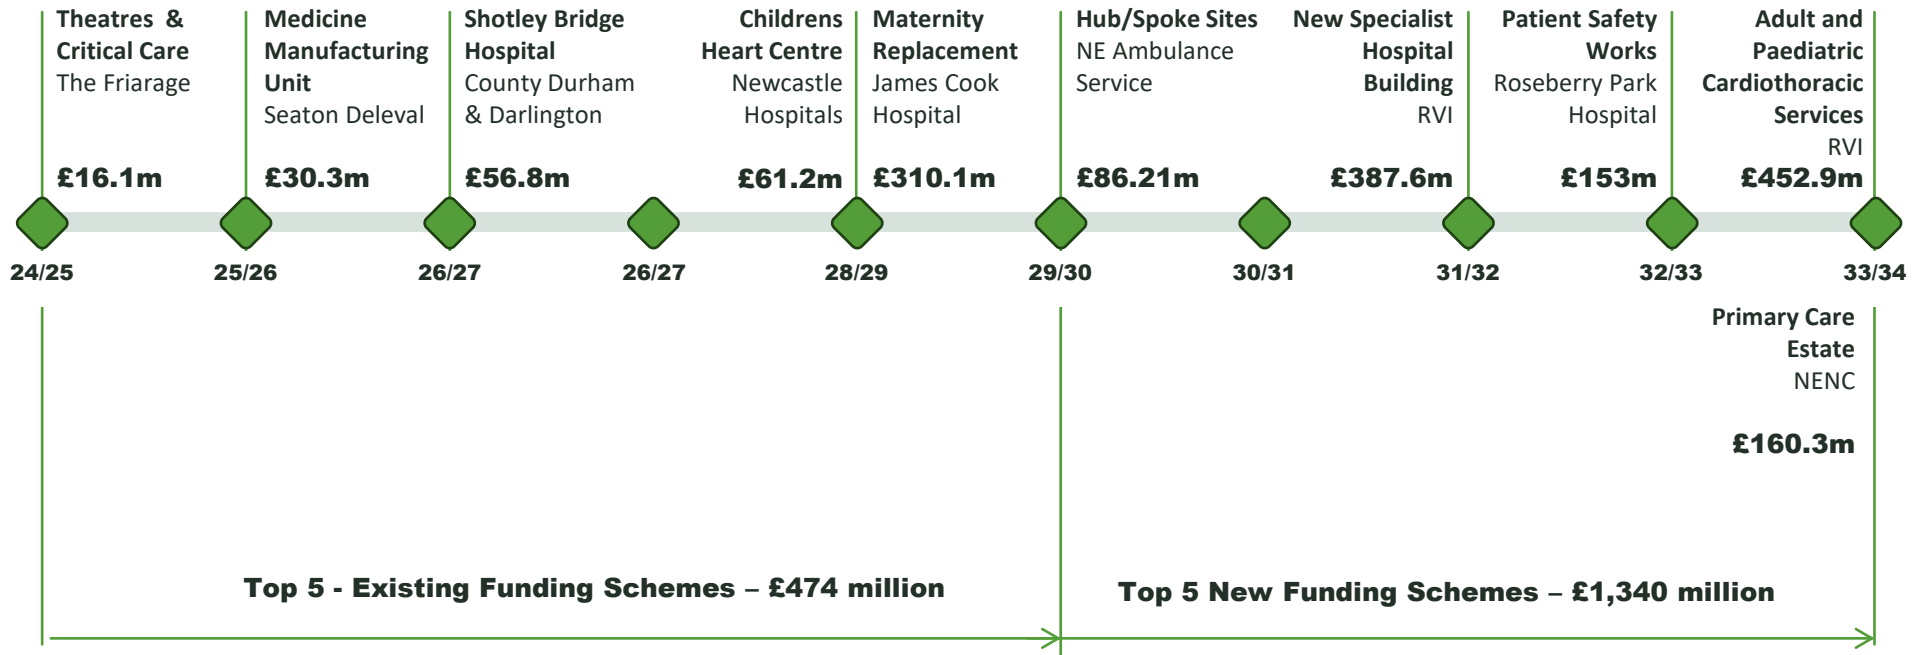 Theatres &
Critical Care
The Friarage
£16.1m
Medicine
Manufacturing
Unit
Seaton Deleval
£30.3m
Shotley Bridge
Hospital
County Durham
& Darlington
£56.8m
Childrens
Heart Centre
Newcastle
Hospitals
£61.2m
Maternity
Replacement
James Cook
Hospital
£310.1m
Hub/Spoke Sites
NE Ambulance
Service
£86.21m
New Specialist
Hospital
Building
RVI
£387.6m
Patient Safety
Works
Roseberry Park
Hospital
£153m
Adult and
Paediatric
Cardiothoracic
Services
RVI
£452.9m
24/25
25/26
26/27
26/27
28/29
29/30
30/31
31/32
32/33
33/34
Primary Care
Estate
NENC
£160.3m
Top 5 - Existing Funding Schemes – £474 million
Top 5 New Funding Schemes – £1,340 million